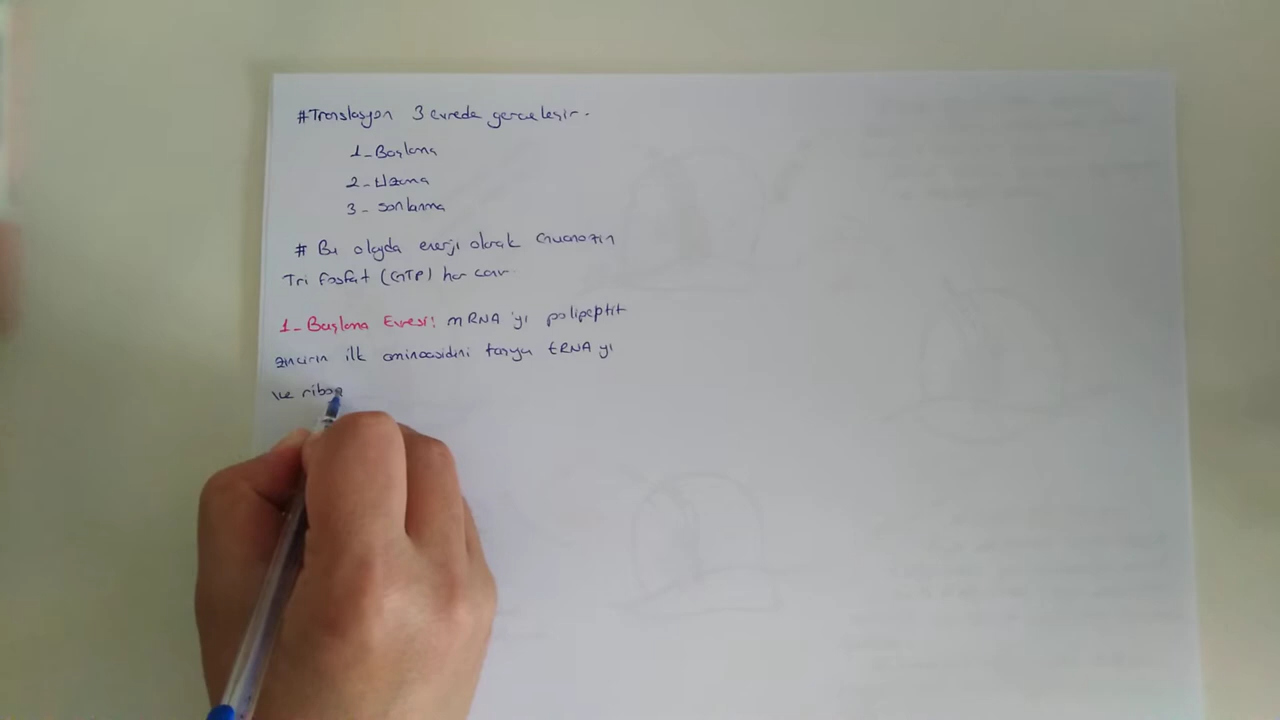 #Translasyon 3 evrede gerçekleşir.
1-Başlama
2-Uzama
3-Sonlanma
# Bu olayda enerji olarak Guanozin
Tri fosfat (GTP) harcanır
1-Başlama Evresi: mRNA'yı polipeptit
zincirin ilk aminoasidini taşıyan tRNA yı
ve ribo